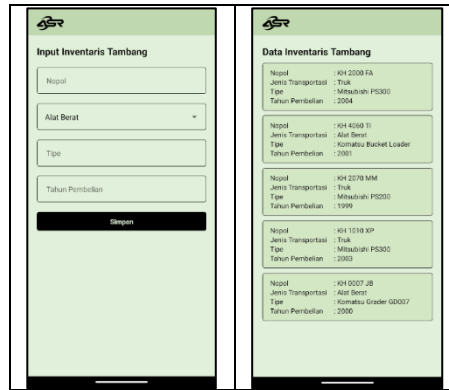 ASR
Input Inventaris Tambang
Nopol
Alat Berat
Tipe
Tahun Pembelian
Simpan
ASR
Data Inventaris Tambang
Nopol : KH 2000 FA
Jenis Transportasi : Truk
Tipe : Mitsubishi PS300
Tahun Pembelian : 2004
Nopol : KH 4060 TI
Jenis Transportasi : Alat Berat
Tipe : Komatsu Bucket Loader
Tahun Pembelian : 2001
Nopol : KH 2070 MM
Jenis Transportasi : Truk
Tipe : Mitsubishi PS200
Tahun Pembelian : 1999
Nopol : KH 1010 XP
Jenis Transportasi : Truk
Tipe : Mitsubishi PS300
Tahun Pembelian : 2003
Nopol : KH 0007 JB
Jenis Transportasi : Alat Berat
Tipe : Komatsu Grader GD007
Tahun Pembelian : 2000